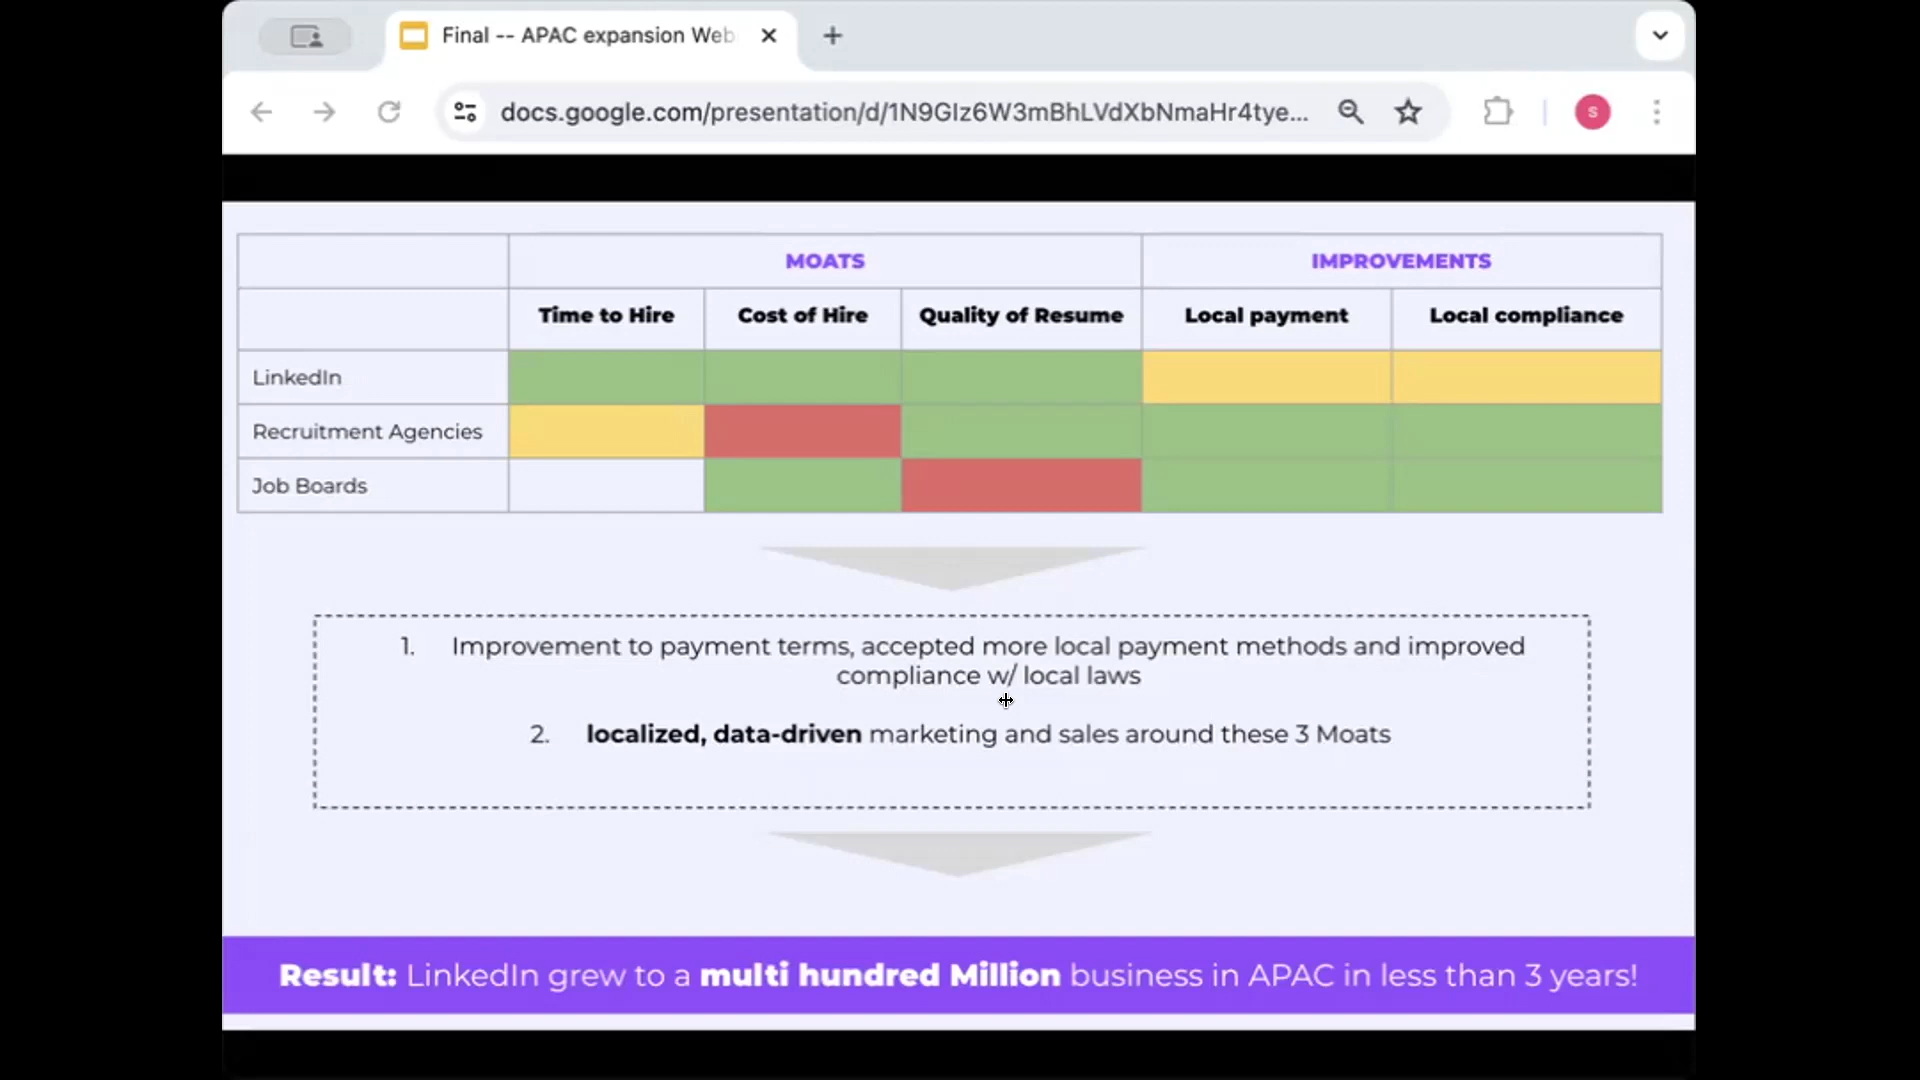 Final -- APAC expansion Web
docs.google.com/presentation/d/1N9GIz6W3mBhLVdXbNmaHr4tye...
S
MOATS IMPROVEMENTS
Time to Hire Cost of Hire Quality of Resume Local payment Local compliance
LinkedIn
Recruitment Agencies
Job Boards
1. Improvement to payment terms, accepted more local payment methods and improved
compliance w/ local laws
2. localized, data-driven marketing and sales around these 3 Moats
Result: LinkedIn grew to a multi hundred Million business in APAC in less than 3 years!